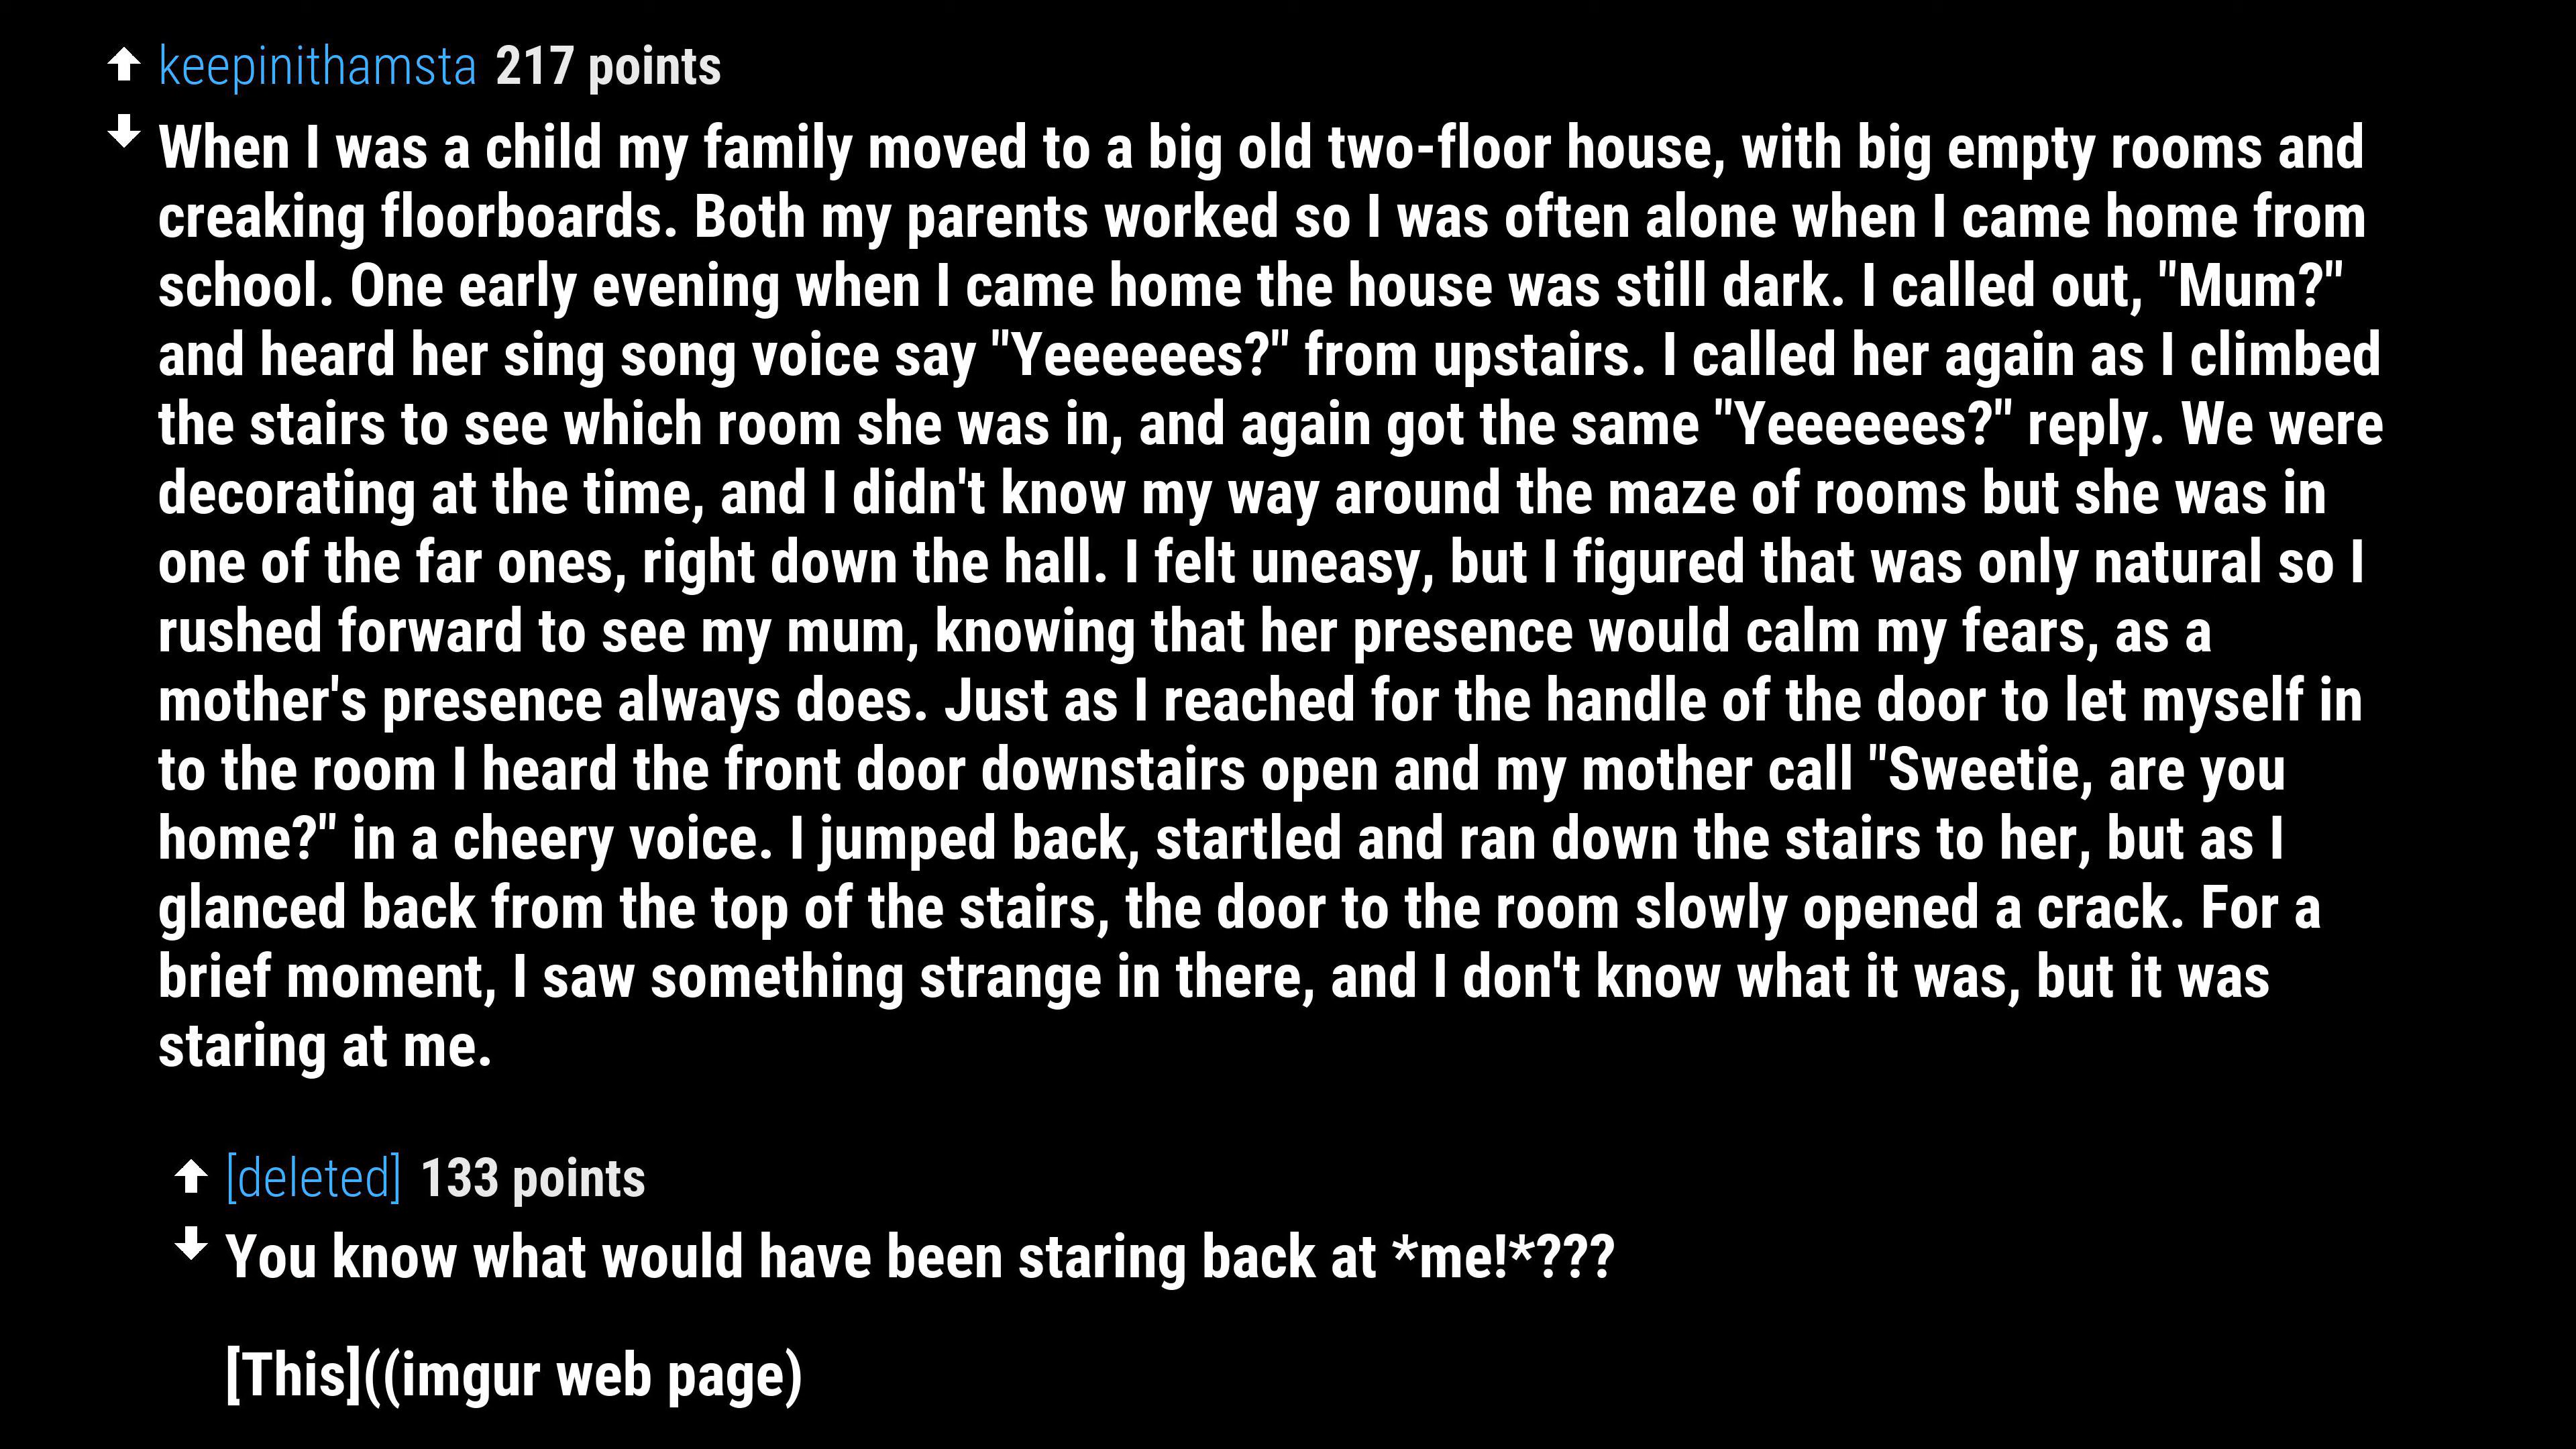 keepinithamsta 217 points
When I was a child my family moved to a big old two-floor house, with big empty rooms and
creaking floorboards. Both my parents worked so I was often alone when I came home from
school. One early evening when I came home the house was still dark. I called out, "Mum?"
and heard her sing song voice say "Yeeeeees?" from upstairs. I called her again as I climbed
the stairs to see which room she was in, and again got the same "Yeeeeees?" reply. We were
decorating at the time, and I didn't know my way around the maze of rooms but she was in
one of the far ones, right down the hall. I felt uneasy, but I figured that was only natural so I
rushed forward to see my mum, knowing that her presence would calm my fears, as a
mother's presence always does. Just as I reached for the handle of the door to let myself in
to the room I heard the front door downstairs open and my mother call "Sweetie, are you
home?" in a cheery voice. I jumped back, startled and ran down the stairs to her, but as I
glanced back from the top of the stairs, the door to the room slowly opened a crack. For a
brief moment, I saw something strange in there, and I don't know what it was, but it was
staring at me.
[deleted] 133 points
You know what would have been staring back at *me!*???
[This]((imgur web page)